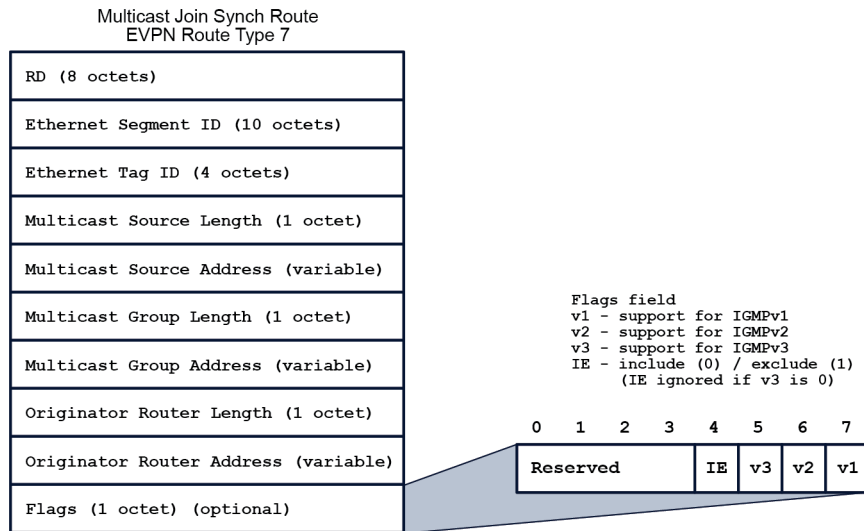 Multicast Join Synch Route
EVPN Route Type 7
RD (8 octets)
Ethernet Segment ID (10 octets)
Ethernet Tag ID (4 octets)
Multicast Source Length (1 octet)
Multicast Source Address (variable)
Multicast Group Length (1 octet)
Multicast Group Address (variable)
Originator Router Length (1 octet)
Originator Router Address (variable)
Flags (1 octet) (optional)
Flags field
v1 - support for IGMPv1
v2 - support for IGMPv2
v3 - support for IGMPv3
IE - include (0) / exclude (1)
(IE ignored if v3 is 0)
0 1 2 3 4 5 6 7
Reserved IE v3 v2 v1